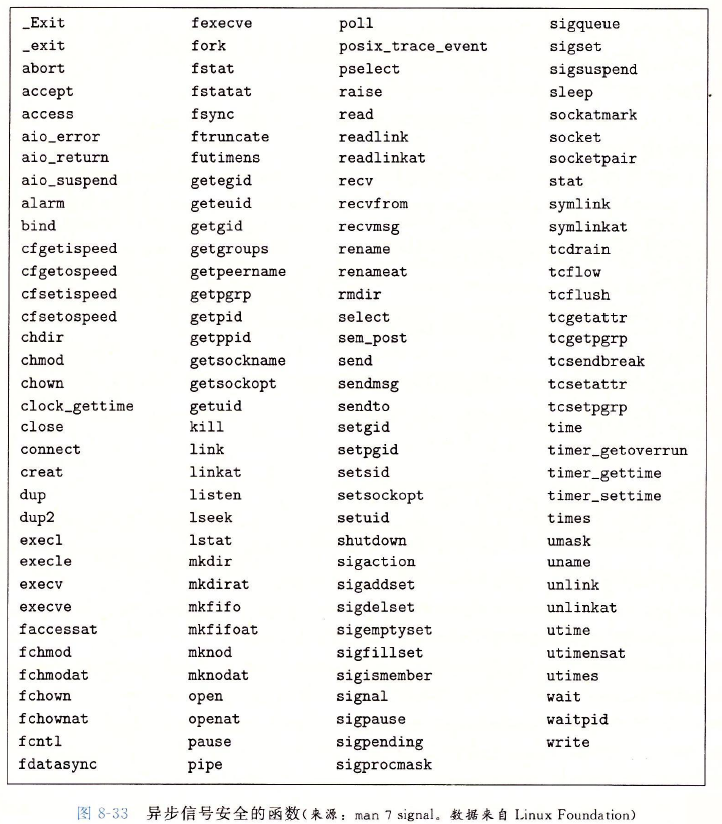 _Exit fexecve poll sigqueue
_exit fork posix_trace_event sigset
abort fstat pselect sigsuspend
accept fstatat raise sleep
access fsync read sockatmark
aio_error ftruncate readlink socket
aio_return futimens readlinkat socketpair
aio_suspend getegid recv stat
alarm geteuid recvfrom symlink
bind getgid recvmsg symlinkat
cfgetispeed getgroups rename tcdrain
cfgetospeed getpeername renameat tcflow
cfsetispeed getpgrp rmdir tcflush
cfsetospeed getpid select tcgetattr
chdir getppid sem_post tcgetpgrp
chmod getsockname send tcsendbreak
chown getsockopt sendmsg tcsetattr
clock_gettime getuid sendto tcsetpgrp
close kill setgid time
connect link setpgid timer_getoverrun
creat linkat setsid timer_gettime
dup listen setsockopt timer_settime
dup2 lseek setuid times
execl lstat shutdown umask
execle mkdir sigaction uname
execv mkdirat sigaddset unlink
execve mkfifo sigdelset unlinkat
faccessat mkfifoat sigemptyset utime
fchmod mknod sigfillset utimensat
fchmodat mknodat sigismember utimes
fchown open signal wait
fchownat openat sigpause waitpid
fcntl pause sigpending write
fdatasync pipe sigprocmask
图 8-33 异步信号安全的函数(来源：man 7 signal。数据来自 Linux Foundation)